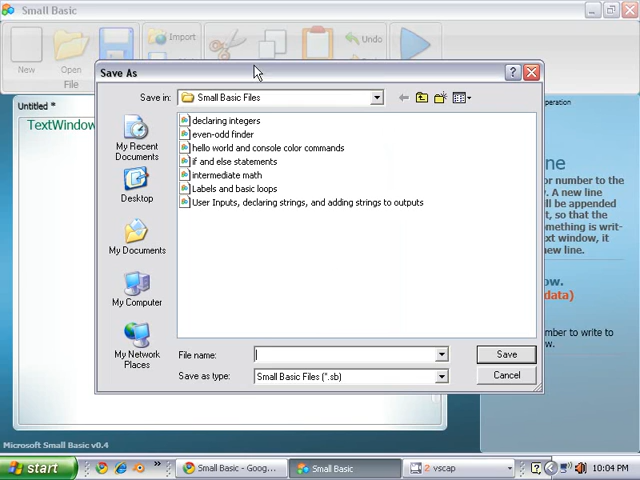 Small Basic
New
Open
Import
Undo
File
Save As
Save in:
Small Basic Files
Untitled *
TextWindow
My Recent
Documents
Desktop
My Documents
My Computer
My Network
Places
declaring integers
even-odd finder
hello world and console color commands
if and else statements
intermediate math
Labels and basic loops
User Inputs, declaring strings, and adding strings to outputs
File name:
Save
Save as type:
Small Basic Files (*.sb)
Cancel
peration
ne
or number to the
. A new line
be appended
t, so that the
omething is writ-
xt window, it
new line.
ow.
data)
mber to write to
w.
Microsoft Small Basic v0.4
start
»
Small Basic - Goog...
Small Basic
2 vscap
10:04 PM